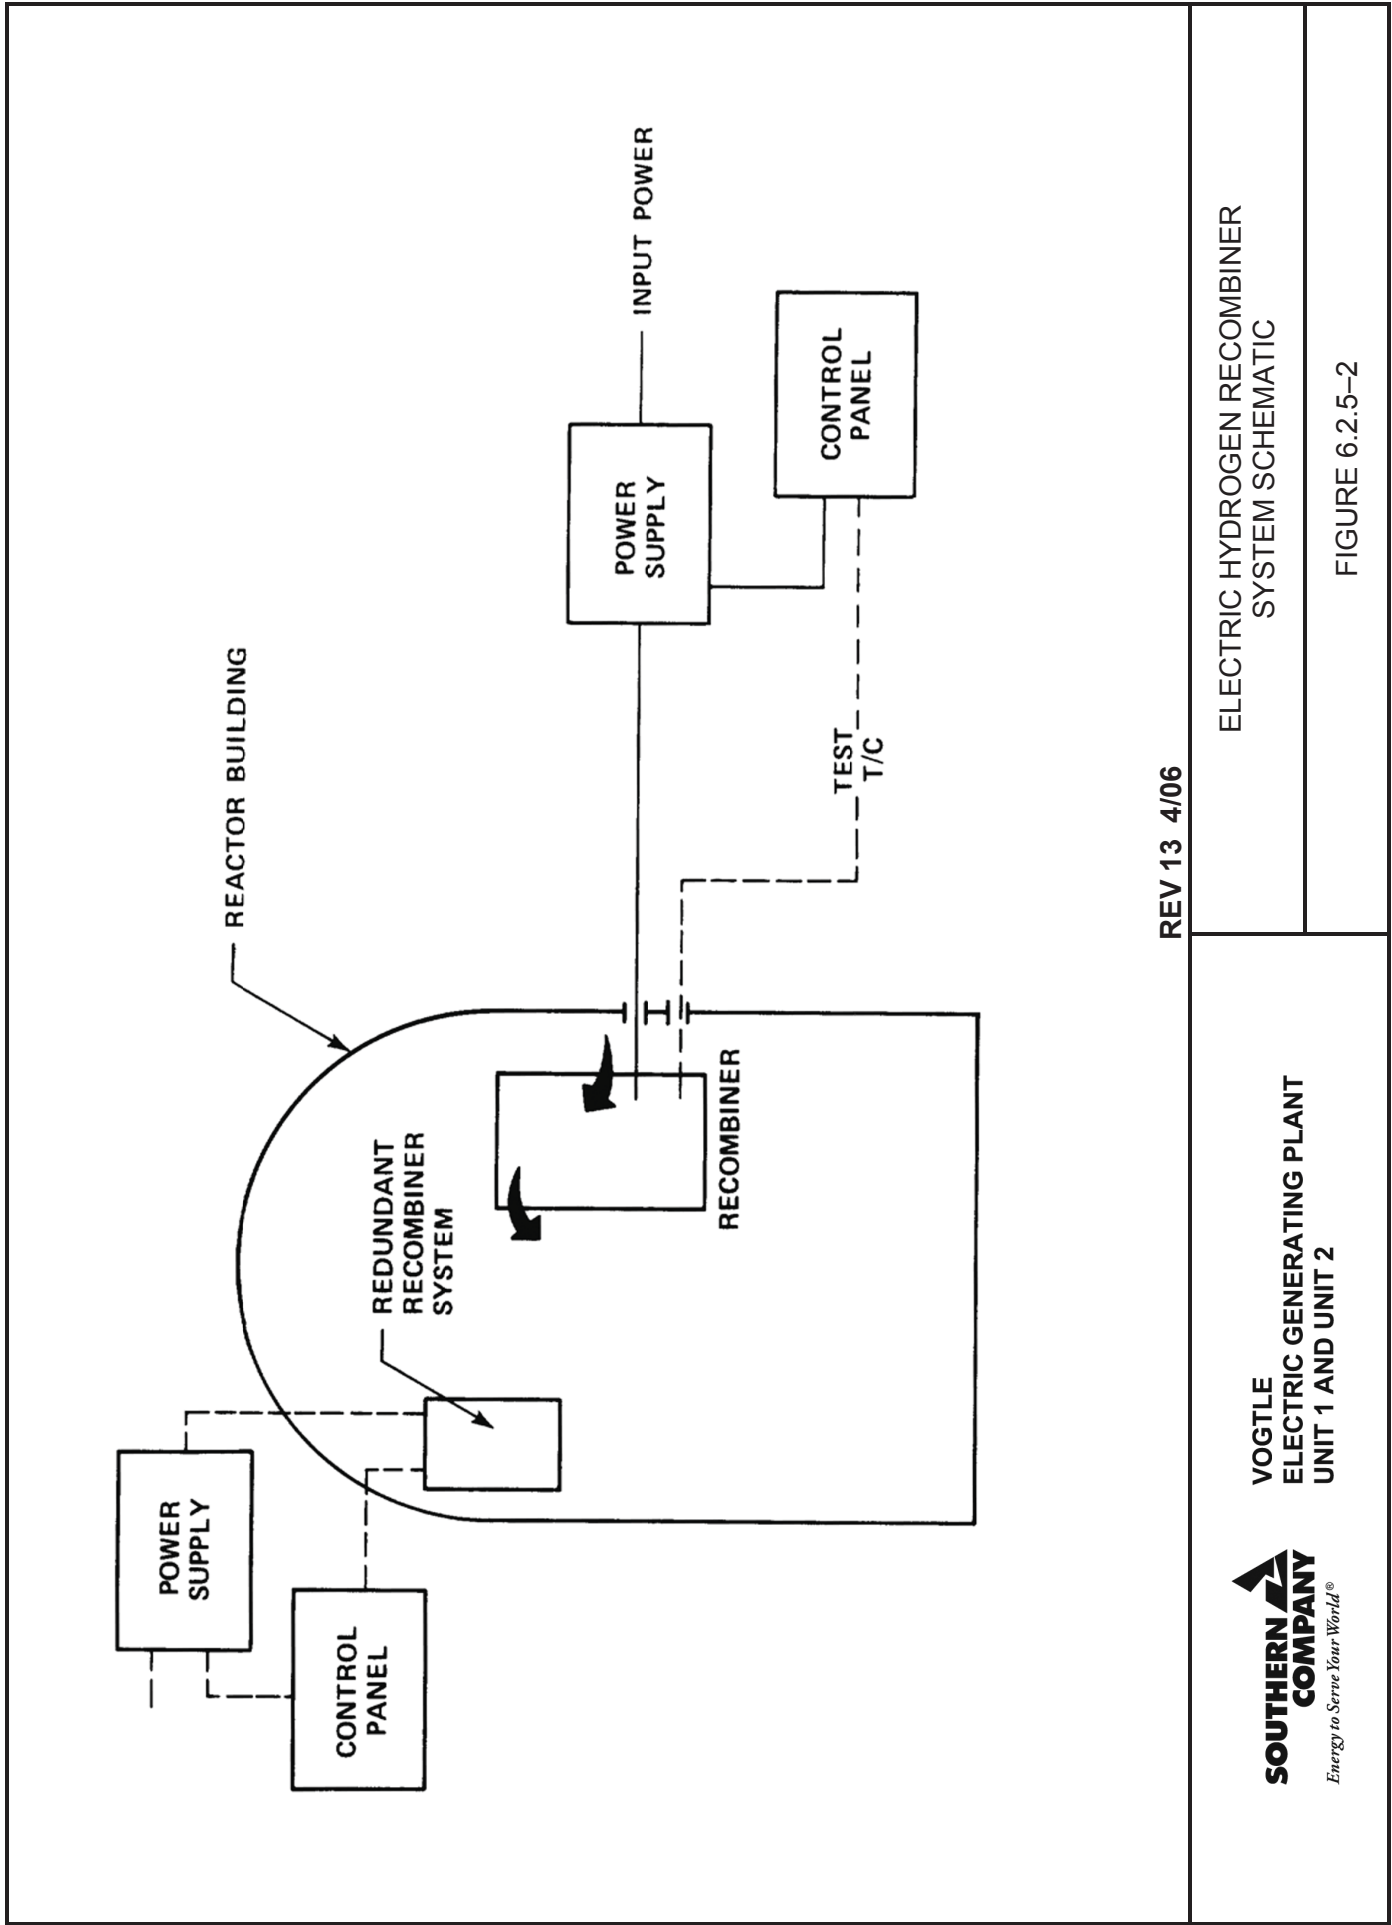 POWER
SUPPLY
CONTROL
PANEL
REDUNDANT
RECOMBINER
SYSTEM
REACTOR BUILDING
RECOMBINER
TEST
T/C
POWER
SUPPLY
INPUT POWER
CONTROL
PANEL
REV 13 4/06
SOUTHERN
COMPANY
Energy to Serve Your World®
VOGTLE
ELECTRIC GENERATING PLANT
UNIT 1 AND UNIT 2
ELECTRIC HYDROGEN RECOMBINER
SYSTEM SCHEMATIC
FIGURE 6.2.5–2